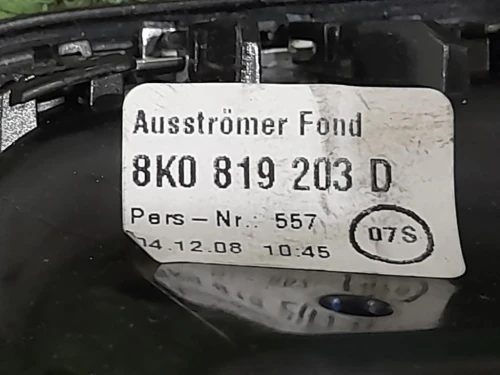 Ausströmer Fond
8K0 819 203 D
Pers-Nr.: 557
04.12.08 10:45
07S